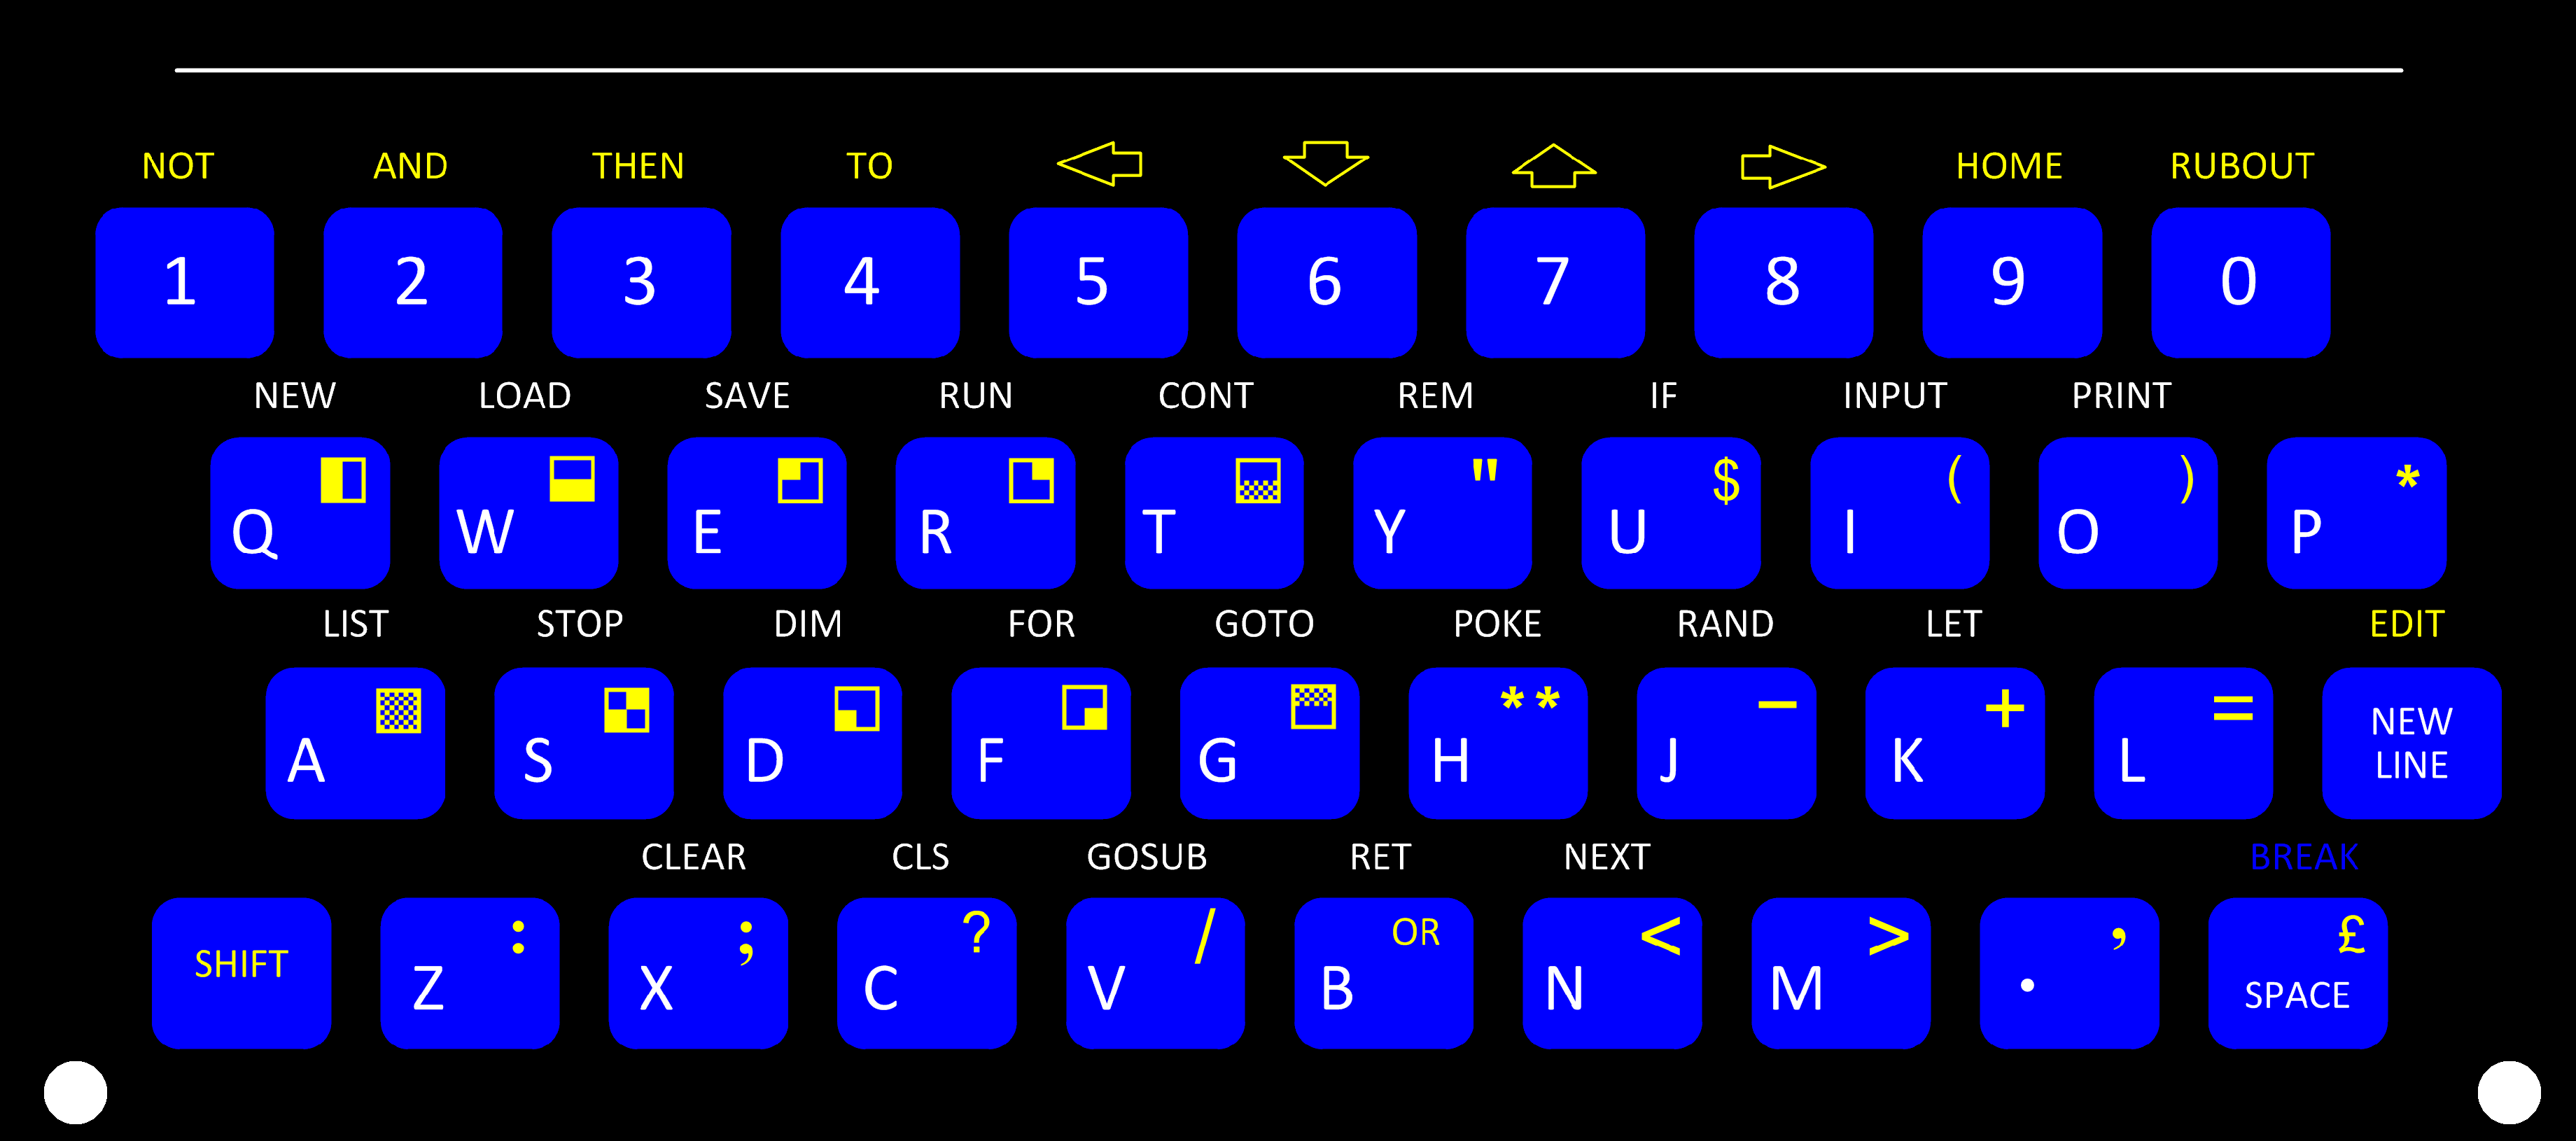 NOT AND THEN TO HOME RUBOUT
1 2 3 4 5 6 7 8 9 0
NEW LOAD SAVE RUN CONT REM IF INPUT PRINT
" $ ( ) *
Q W E R T Y U I O P
LIST STOP DIM FOR GOTO POKE RAND LET EDIT
** − + =
A S D F G H J K L NEW LINE
CLEAR CLS GOSUB RET NEXT BREAK
: ; ? / OR < > , £
SHIFT Z X C V B N M . SPACE